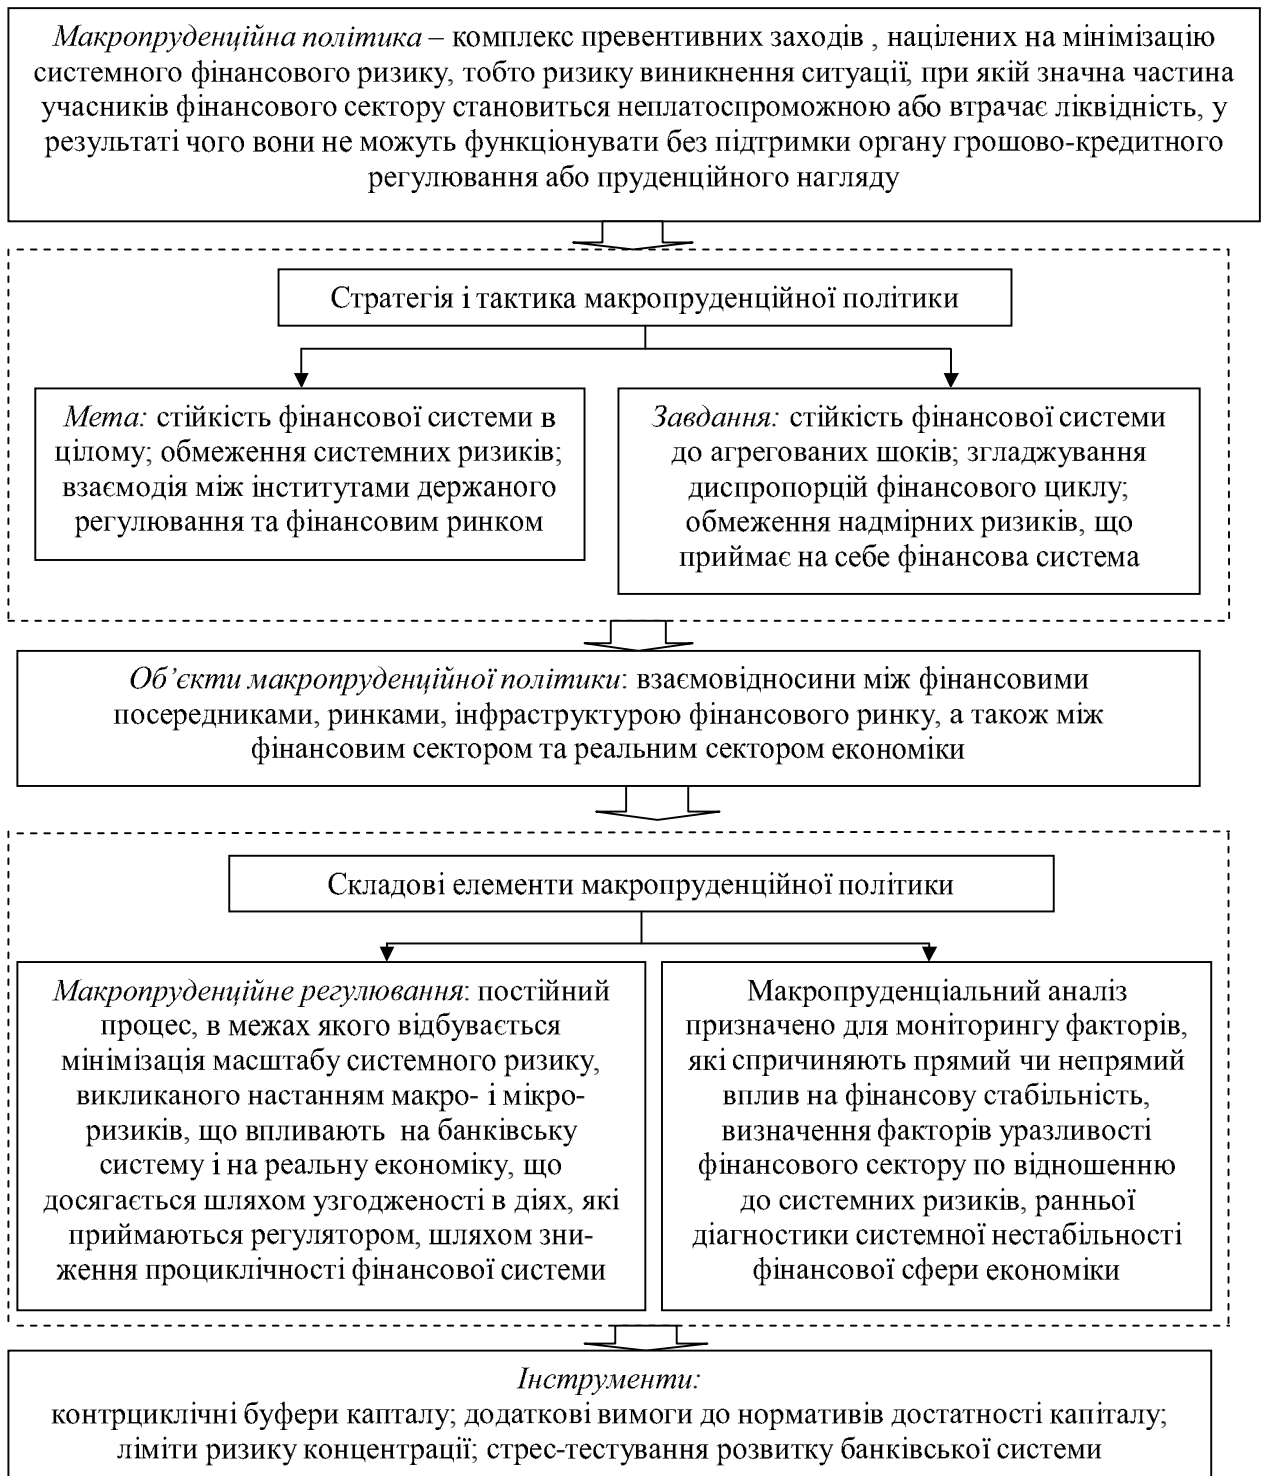 Макропруденційна політика – комплекс превентивних заходів , націлених на мінімізацію
системного фінансового ризику, тобто ризику виникнення ситуації, при якій значна частина
учасників фінансового сектору становиться неплатоспроможною або втрачає ліквідність, у
результаті чого вони не можуть функціонувати без підтримки органу грошово-кредитного
регулювання або пруденційного нагляду
Стратегія і тактика макропруденційної політики
Мета: стійкість фінансової системи в
цілому; обмеження системних ризиків;
взаємодія між інститутами держаного
регулювання та фінансовим ринком
Завдання: стійкість фінансової системи
до агрегованих шоків; згладжування
диспропорцій фінансового циклу;
обмеження надмірних ризиків, що
приймає на себе фінансова система
Об’єкти макропруденційної політики: взаємовідносини між фінансовими
посередниками, ринками, інфраструктурою фінансового ринку, а також між
фінансовим сектором та реальним сектором економіки
Складові елементи макропруденційної політики
Макропруденційне регулювання: постійний
процес, в межах якого відбувається
мінімізація масштабу системного ризику,
викликаного настанням макро- і мікро-
ризиків, що впливають на банківську
систему і на реальну економіку, що
досягається шляхом узгодженості в діях, які
приймаються регулятором, шляхом зни-
ження проциклічності фінансової системи
Макропруденціальний аналіз
призначено для моніторингу факторів,
які спричиняють прямий чи непрямий
вплив на фінансову стабільність,
визначення факторів уразливості
фінансового сектору по відношенню
до системних ризиків, ранньої
діагностики системної нестабільності
фінансової сфери економіки
Інструменти:
контрциклічні буфери капталу; додаткові вимоги до нормативів достатності капіталу;
ліміти ризику концентрації; стрес-тестування розвитку банківської системи